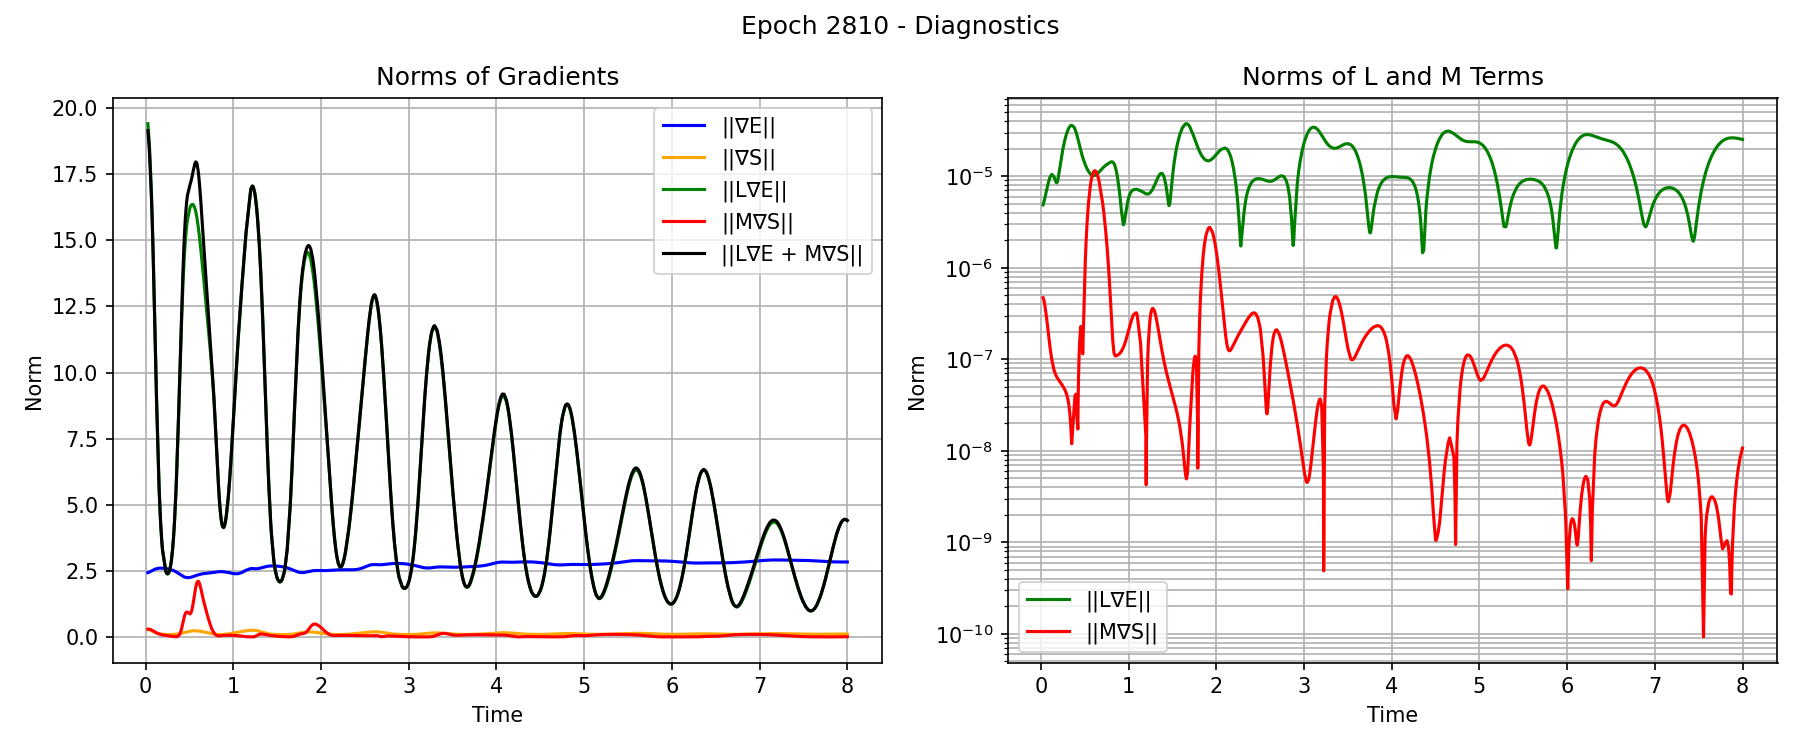 Epoch 2810 - Diagnostics
Norms of Gradients
20.0
17.5
15.0
12.5
10.0
7.5
5.0
2.5
0.0
Norm
||∇E||
||∇S||
||L∇E||
||M∇S||
||L∇E + M∇S||
0 1 2 3 4 5 6 7 8
Time
Norms of L and M Terms
10⁻⁵
10⁻⁶
10⁻⁷
10⁻⁸
10⁻⁹
10⁻¹⁰
Norm
||L∇E||
||M∇S||
0 1 2 3 4 5 6 7 8
Time